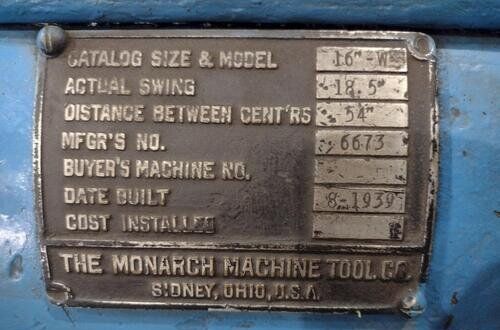 CATALOG SIZE & MODEL 16"-W
ACTUAL SWING 18.5"
DISTANCE BETWEEN CENT'RS 54"
MFGR'S NO. 6673
BUYER'S MACHINE NO.
DATE BUILT 8-1939
COST INSTALLED
THE MONARCH MACHINE TOOL CO.
SIDNEY, OHIO, U.S.A.